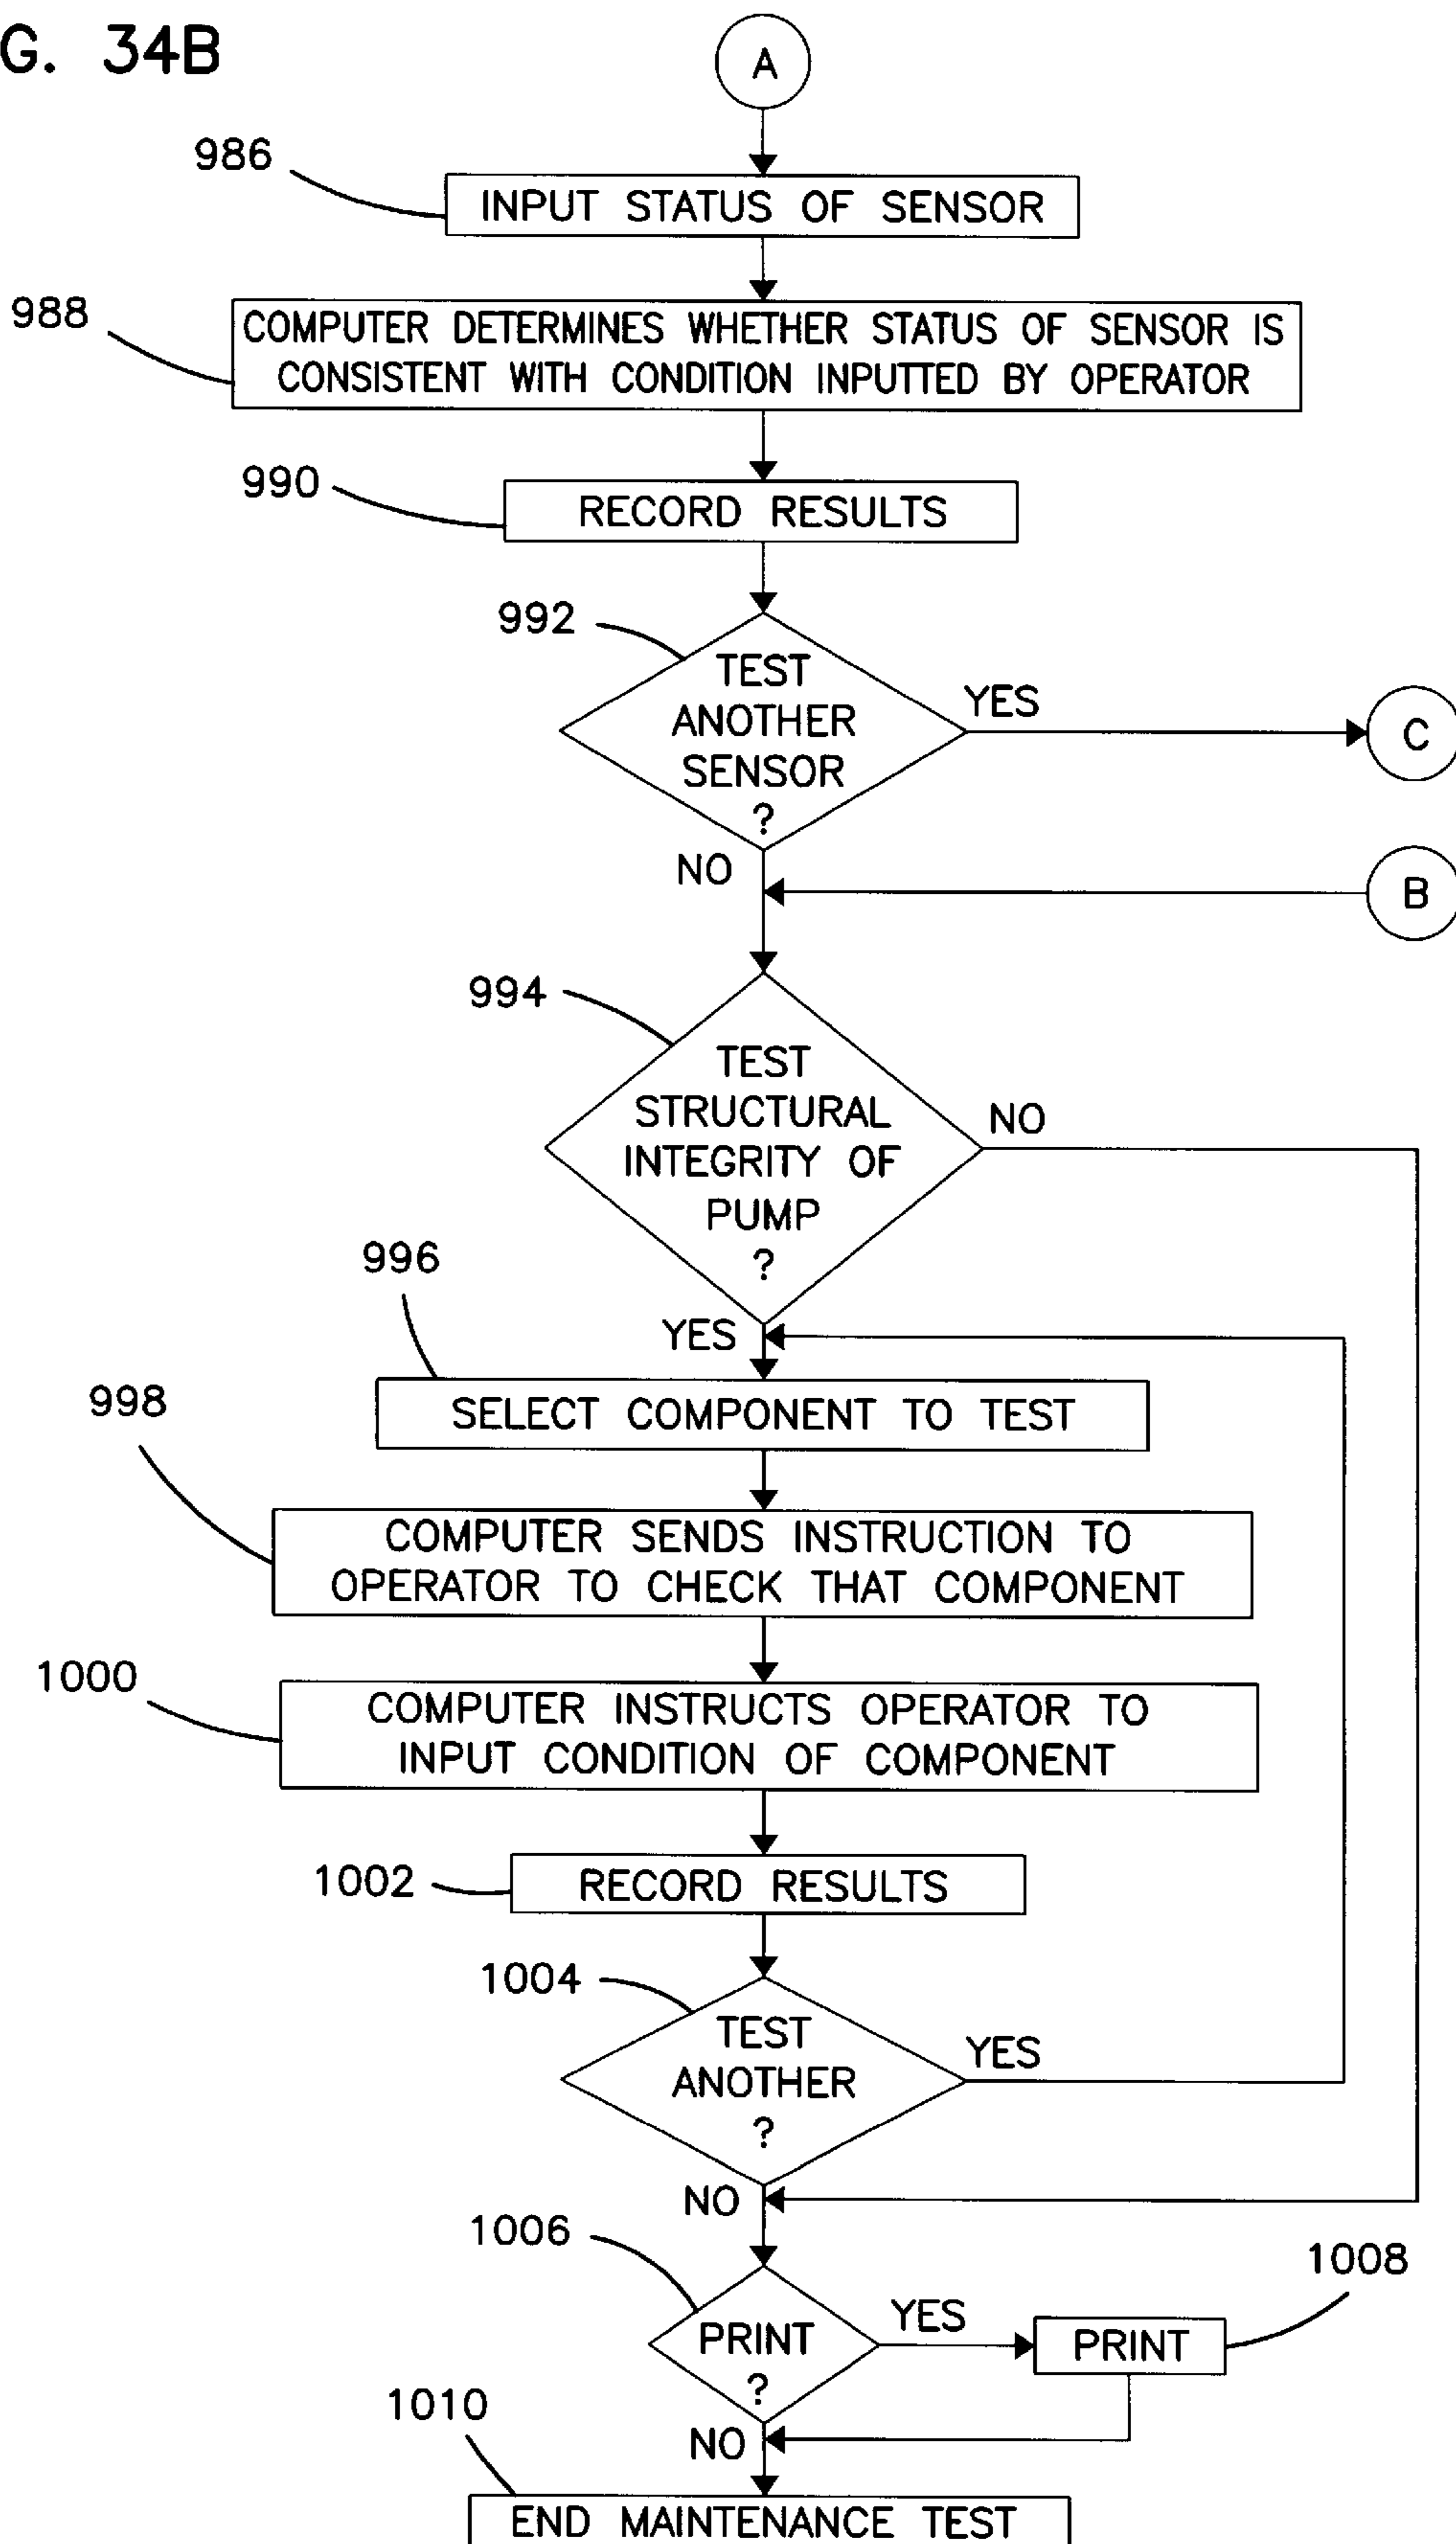 G. 34B
A
986
INPUT STATUS OF SENSOR
988
COMPUTER DETERMINES WHETHER STATUS OF SENSOR IS
CONSISTENT WITH CONDITION INPUTTED BY OPERATOR
990
RECORD RESULTS
992
TEST
ANOTHER
SENSOR
?
YES
C
NO
B
994
TEST
STRUCTURAL
INTEGRITY OF
PUMP
?
NO
YES
996
SELECT COMPONENT TO TEST
998
COMPUTER SENDS INSTRUCTION TO
OPERATOR TO CHECK THAT COMPONENT
1000
COMPUTER INSTRUCTS OPERATOR TO
INPUT CONDITION OF COMPONENT
1002
RECORD RESULTS
1004
TEST
ANOTHER
?
YES
NO
1006
PRINT
?
YES
1008
PRINT
NO
1010
END MAINTENANCE TEST